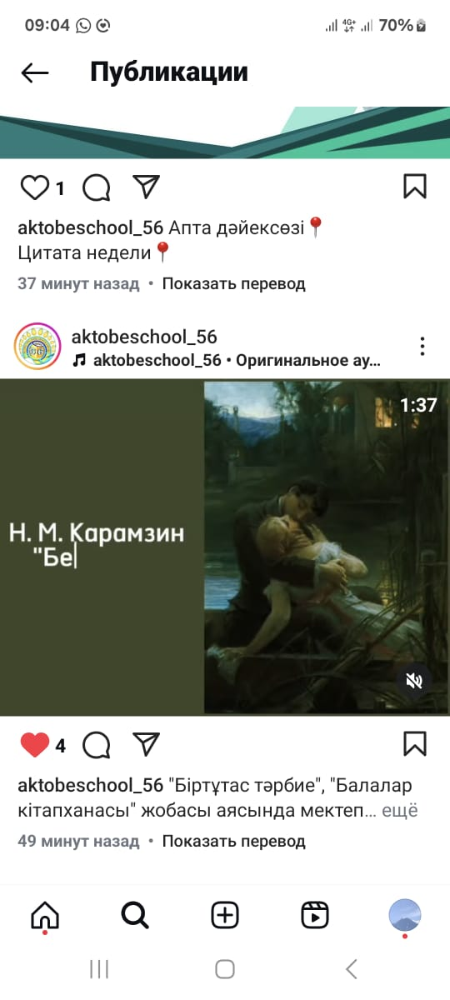 09:04 4G+ 70%
Публикации
1
aktobeschool_56 Апта дәйексөзі📍
Цитата недели📍
37 минут назад • Показать перевод
aktobeschool_56
aktobeschool_56 • Оригинальное ау...
1:37
Н. М. Карамзин
"Бе
4
aktobeschool_56 "Біртұтас тәрбие", "Балалар
кітапханасы" жобасы аясында мектеп... ещё
49 минут назад • Показать перевод